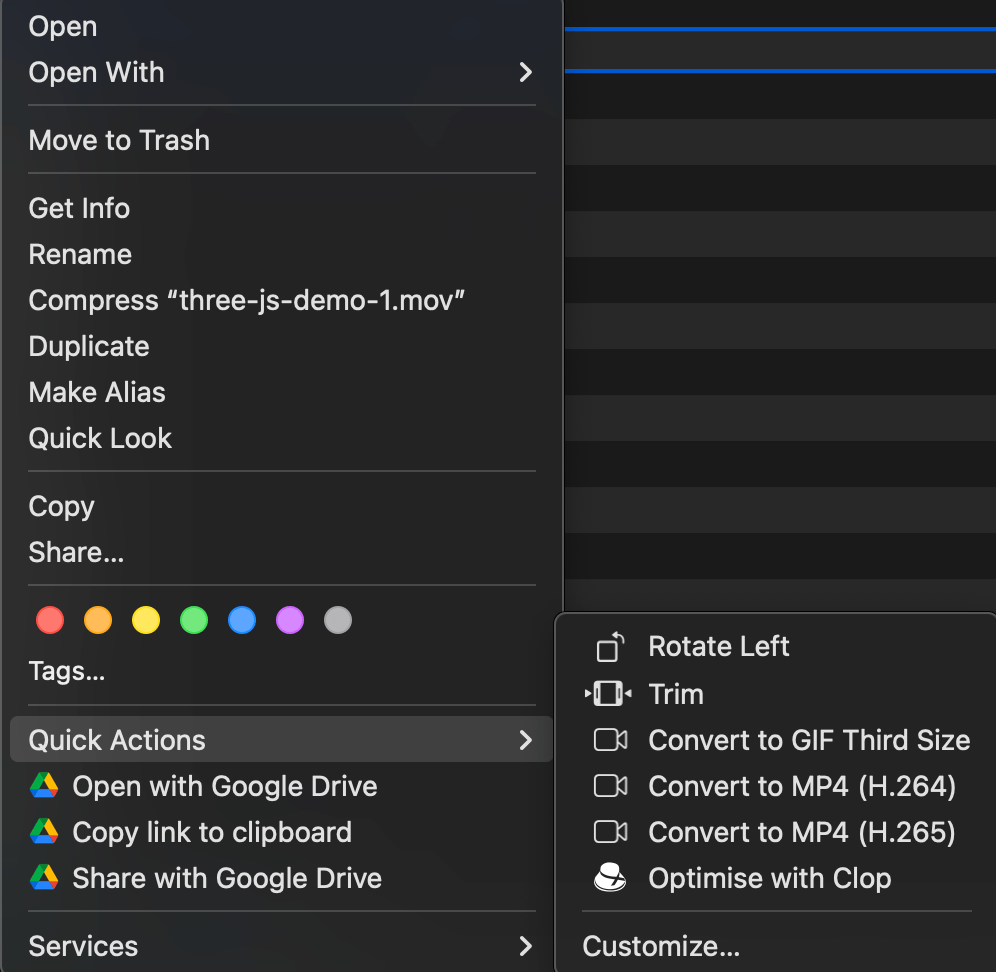 Open
Open With
Move to Trash
Get Info
Rename
Compress “three-js-demo-1.mov”
Duplicate
Make Alias
Quick Look
Copy
Share...
Tags...
Quick Actions
Open with Google Drive
Copy link to clipboard
Share with Google Drive
Services
Rotate Left
Trim
Convert to GIF Third Size
Convert to MP4 (H.264)
Convert to MP4 (H.265)
Optimise with Clop
Customize...